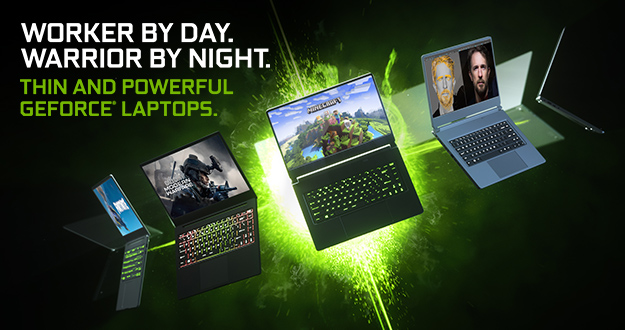 WORKER BY DAY.
WARRIOR BY NIGHT.
THIN AND POWERFUL
GEFORCE® LAPTOPS.
MINECRAFT
MODERN
WARFARE